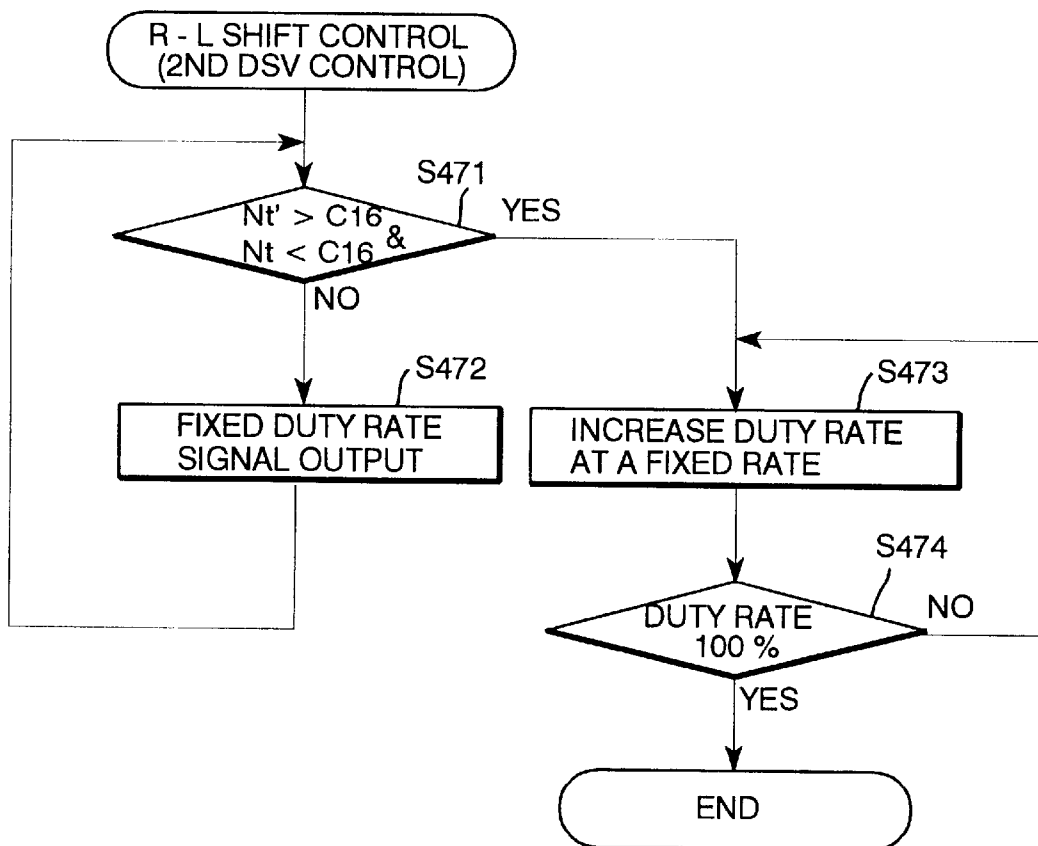 R - L SHIFT CONTROL
(2ND DSV CONTROL)
S471
Nt' > C16
&
Nt < C16
YES
NO
S472
FIXED DUTY RATE
SIGNAL OUTPUT
S473
INCREASE DUTY RATE
AT A FIXED RATE
S474
DUTY RATE
100 %
NO
YES
END